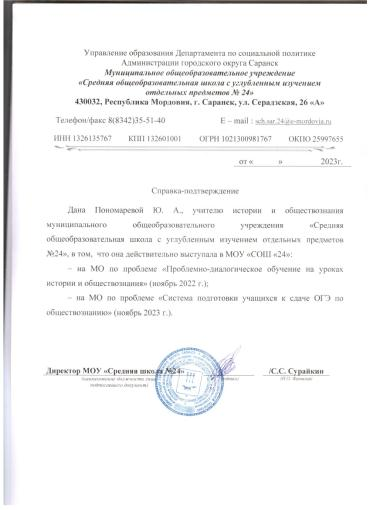 Управление образования Департамента по социальной политике
Администрации городского округа Саранск
Муниципальное общеобразовательное учреждение
«Средняя общеобразовательная школа с углубленным изучением
отдельных предметов № 24»
430032, Республика Мордовия, г. Саранск, ул. Серадзская, 26 «А»
Телефон/факс 8(8342)35-51-40 E – mail : sch.sar.24@e-mordovia.ru
ИНН 1326135767 КПП 132601001 ОГРН 1021300981767 ОКПО 25997655
от « » 2023г.
Справка-подтверждение
Дана Пономаревой Ю. А., учителю истории и обществознания
муниципального общеобразовательного учреждения «Средняя
общеобразовательная школа с углубленным изучением отдельных предметов
№24», в том, что она действительно выступала в МОУ «СОШ «24»:
– на МО по проблеме «Проблемно-диалогическое обучение на уроках
истории и обществознания» (ноябрь 2022 г.);
– на МО по проблеме «Система подготовки учащихся к сдаче ОГЭ по
обществознанию» (ноябрь 2023 г.).
Директор МОУ «Средняя школа №24» /С.С. Сурайкин
(наименование должности лица, (подпись) (И.О. Фамилия)
подписавшего документ)